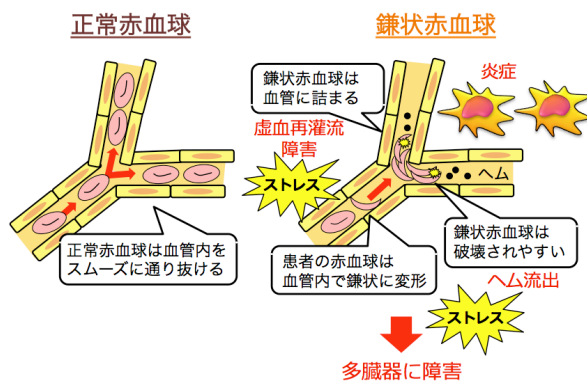 正常赤血球
鎌状赤血球
鎌状赤血球は
血管に詰まる
炎症
虚血再灌流
障害
ストレス
ヘム
正常赤血球は血管内を
スムーズに通り抜ける
患者の赤血球は
血管内で鎌状に変形
鎌状赤血球は
破壊されやすい
ヘム流出
ストレス
多臓器に障害